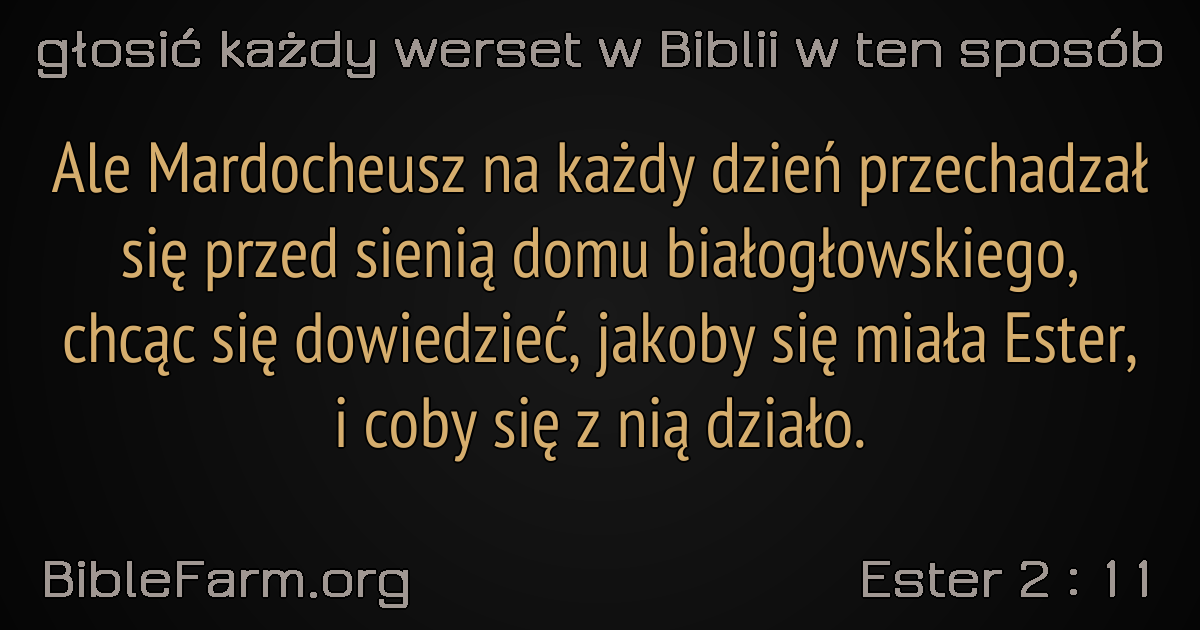 głosić każdy werset w Biblii w ten sposób
Ale Mardocheusz na każdy dzień przechadzał
się przed sienią domu białogłowskiego,
chcąc się dowiedzieć, jakoby się miała Ester,
i coby się z nią działo.
BibleFarm.org
Ester 2 : 11